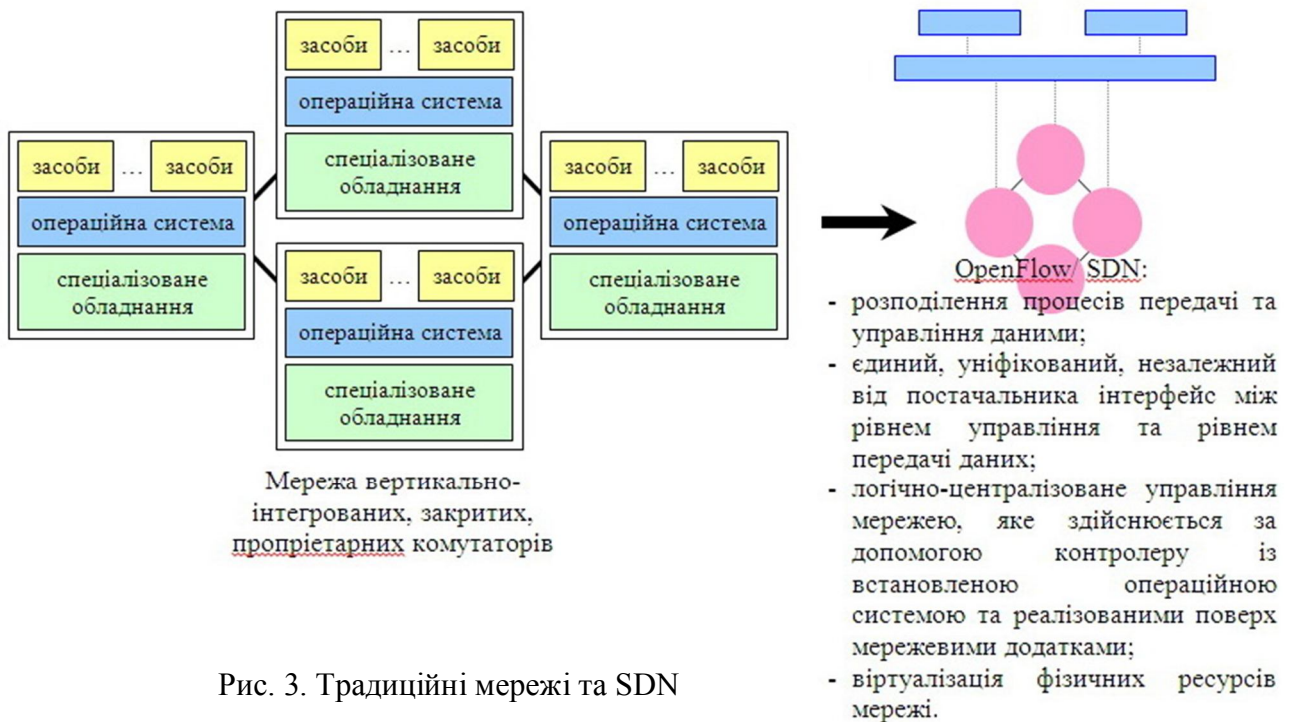 засоби … засоби
операційна система
спеціалізоване
обладнання
засоби … засоби
операційна система
спеціалізоване
обладнання
засоби … засоби
операційна система
спеціалізоване
обладнання
засоби … засоби
операційна система
спеціалізоване
обладнання
Мережа вертикально-
інтегрованих, закритих,
пропріетарних комутаторів
OpenFlow/ SDN:
- розподілення процесів передачі та
управління даними;
- єдиний, уніфікований, незалежний
від постачальника інтерфейс між
рівнем управління та рівнем
передачі даних;
- логічно-централізоване управління
мережею, яке здійснюється за
допомогою контролеру із
встановленою операційною
системою та реалізованими поверх
мережевими додатками;
- віртуалізація фізичних ресурсів
мережі.
Рис. 3. Традиційні мережі та SDN